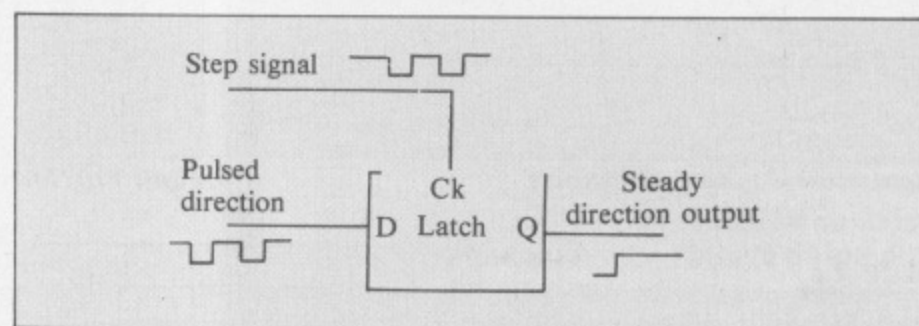 Step signal
Pulsed
direction
Ck
D Latch Q
Steady
direction output